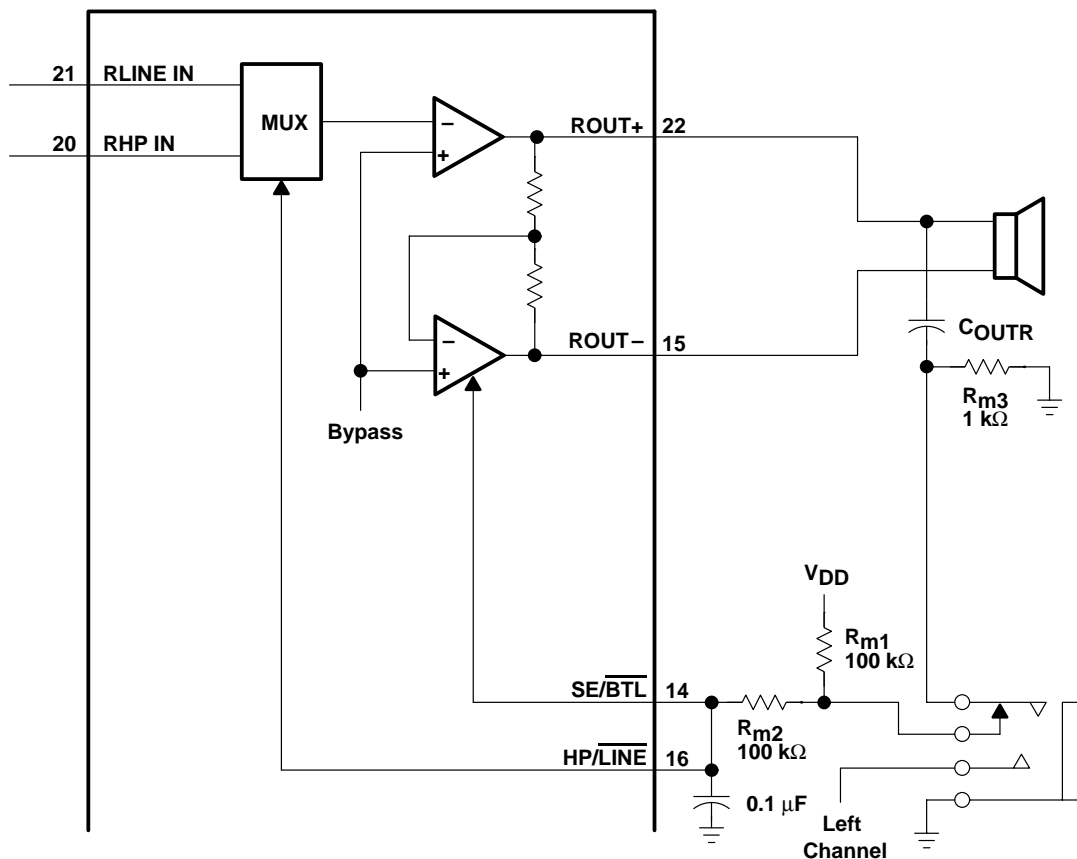 21 RLINE IN
20 RHP IN
MUX
−
+
ROUT+ 22
−
+
ROUT− 15
Bypass
COUTR
Rm3
1 kΩ
VDD
Rm1
100 kΩ
SE/BTL 14
Rm2
100 kΩ
HP/LINE 16
0.1 μF
Left
Channel